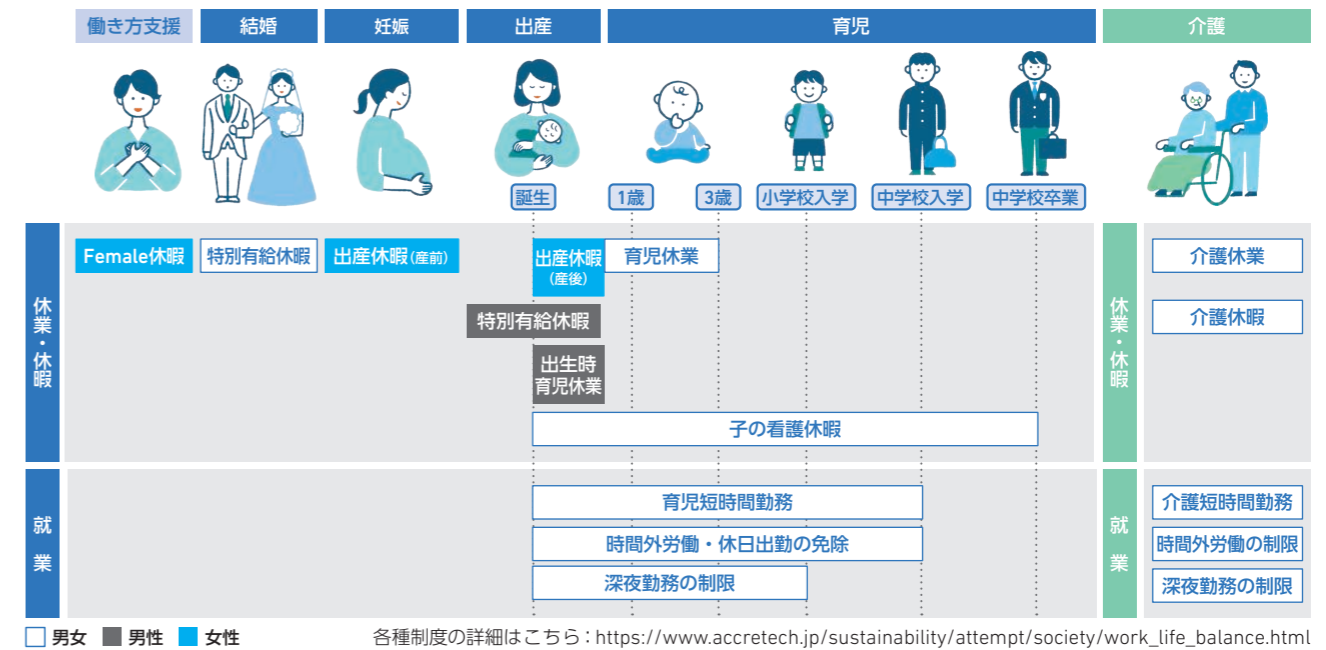 働き方支援
結婚
妊娠
出産
育児
介護
誕生
1歳
3歳
小学校入学
中学校入学
中学校卒業
休業・休暇
Female休暇
特別有給休暇
出産休暇(産前)
出産休暇
(産後)
育児休業
特別有給休暇
出生時
育児休業
子の看護休暇
休業・休暇
介護休業
介護休暇
就業
育児短時間勤務
時間外労働・休日出勤の免除
深夜勤務の制限
就業
介護短時間勤務
時間外労働の制限
深夜勤務の制限
男女 男性 女性
各種制度の詳細はこちら：https://www.accretech.jp/sustainability/attempt/society/work_life_balance.html